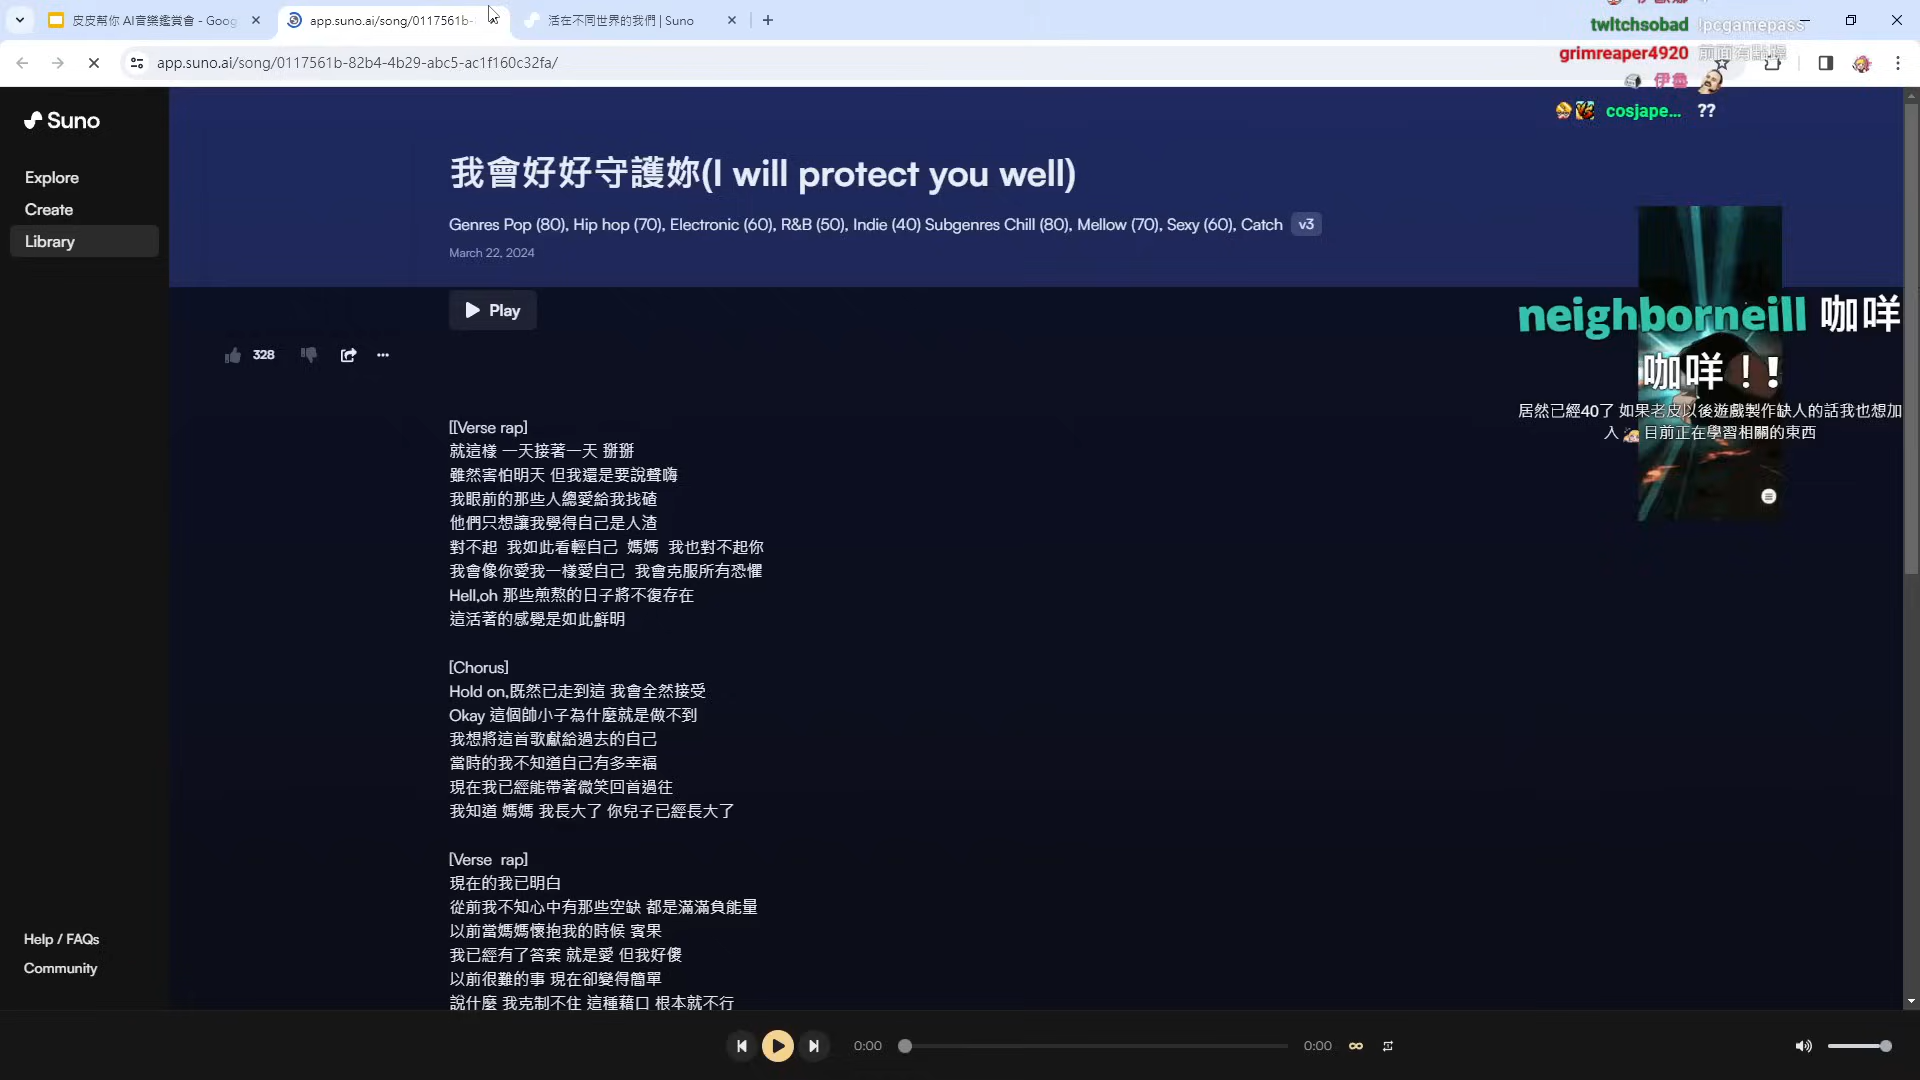 皮皮幫你 AI音樂鑑賞會 - Goog
app.suno.ai/song/0117561b-
活在不同世界的我們 | Suno
twltchsobad !pcgamepass
app.suno.ai/song/0117561b-82b4-4b29-abc5-ac1f160c32fa/
grimreaper4920 前面有點猛
cosjape... ??
Suno
Explore
Create
Library
我會好好守護妳(I will protect you well)
Genres Pop (80), Hip hop (70), Electronic (60), R&B (50), Indie (40) Subgenres Chill (80), Mellow (70), Sexy (60), Catch v3
March 22, 2024
Play
328
neighborneill 咖咩
咖咩！!
居然已經40了 如果老皮以後遊戲製作缺人的話我也想加
入 目前正在學習相關的東西
[[Verse rap]
就這樣 一天接著一天 掰掰
雖然害怕明天 但我還是要說聲嗨
我眼前的那些人總愛給我找碴
他們只想讓我覺得自己是人渣
對不起 我如此看輕自己 媽媽 我也對不起你
我會像你愛我一樣愛自己 我會克服所有恐懼
Hell,oh 那些煎熬的日子將不復存在
這活著的感覺是如此鮮明
[Chorus]
Hold on,既然已走到這 我會全然接受
Okay 這個帥小子為什麼就是做不到
我想將這首歌獻給過去的自己
當時的我不知道自己有多幸福
現在我已經能帶著微笑回首過往
我知道 媽媽 我長大了 你兒子已經長大了
[Verse rap]
現在的我已明白
從前我不知心中有那些空缺 都是滿滿負能量
以前當媽媽懷抱我的時候 賓果
我已經有了答案 就是愛 但我好傻
以前很難的事 現在卻變得簡單
說什麼 我克制不住 這種藉口 根本就不行
Help / FAQs
Community
0:00
0:00